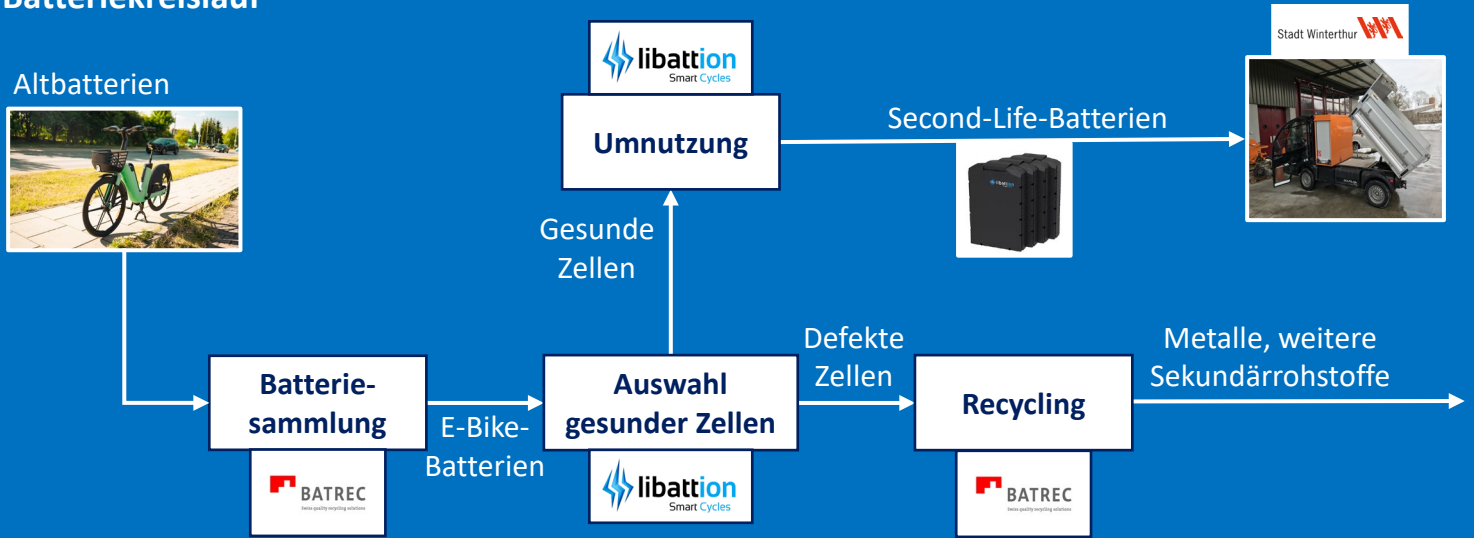 Batteriekreislauf
Altbatterien
libattion
Smart Cycles
Umnutzung
Second-Life-Batterien
libattion
Stadt Winterthur
Gesunde
Zellen
Batterie-
sammlung
BATREC
Swiss quality recycling solutions
E-Bike-
Batterien
Auswahl
gesunder Zellen
libattion
Smart Cycles
Defekte
Zellen
Recycling
BATREC
Swiss quality recycling solutions
Metalle, weitere
Sekundärrohstoffe